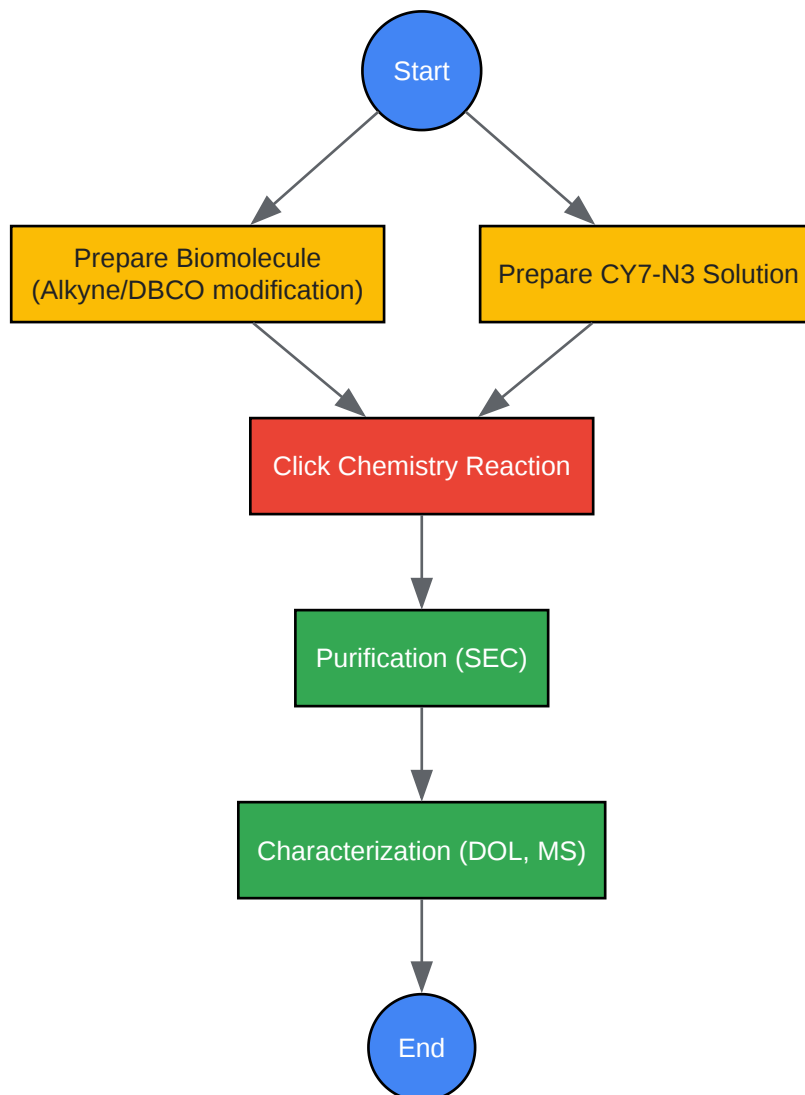 Start
Prepare Biomolecule
(Alkyne/DBCO modification)
Prepare CY7-N3 Solution
Click Chemistry Reaction
Purification (SEC)
Characterization (DOL, MS)
End